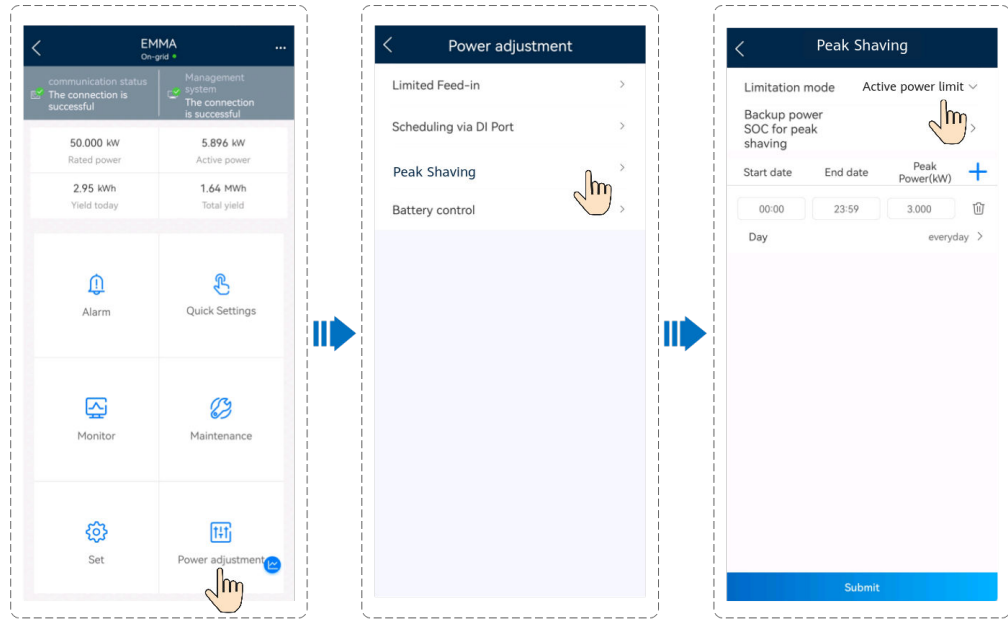 EMMA
On-grid
...
communication status
The connection is
successful
Management
system
The connection
is successful
50.000 kW
Rated power
5.896 kW
Active power
2.95 kWh
Yield today
1.64 MWh
Total yield
Alarm
Quick Settings
Monitor
Maintenance
Set
Power adjustment
Power adjustment
Limited Feed-in
Scheduling via DI Port
Peak Shaving
Battery control
Peak Shaving
Limitation mode Active power limit
Backup power
SOC for peak
shaving
Start date End date Peak
Power(kW)
00:00 23:59 3.000
Day everyday
Submit